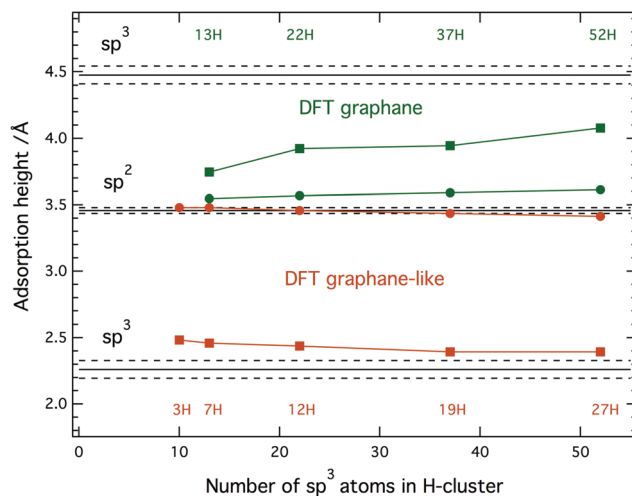 sp³
13H 22H 37H 52H
4.5
DFT graphane
4.0
Adsorption height /Å
sp²
3.5
DFT graphane-like
3.0
sp³
2.5
2.0
3H 7H 12H 19H 27H
0 10 20 30 40 50
Number of sp³ atoms in H-cluster